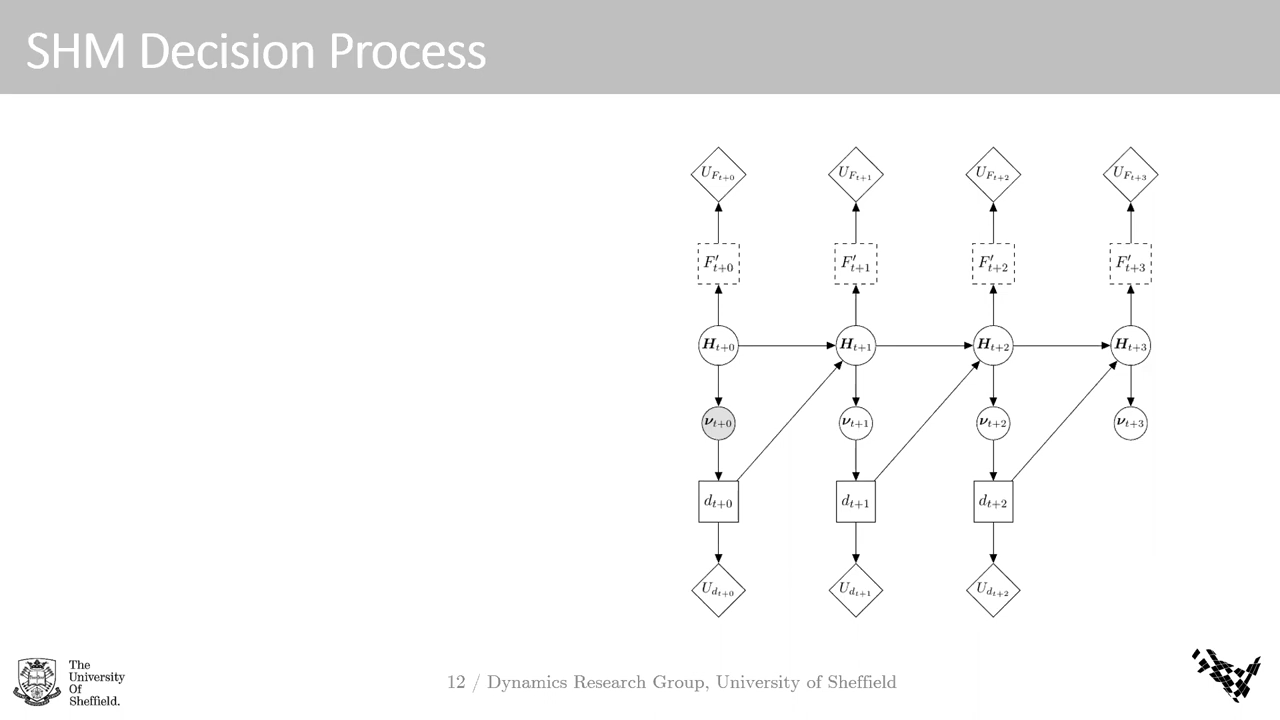 SHM Decision Process
U_{F_{t+0}} U_{F_{t+1}} U_{F_{t+2}} U_{F_{t+3}}
F'_{t+0} F'_{t+1} F'_{t+2} F'_{t+3}
H_{t+0} H_{t+1} H_{t+2} H_{t+3}
ν_{t+0} ν_{t+1} ν_{t+2} ν_{t+3}
d_{t+0} d_{t+1} d_{t+2}
U_{d_{t+0}} U_{d_{t+1}} U_{d_{t+2}}
The
University
Of
Sheffield.
12 / Dynamics Research Group, University of Sheffield